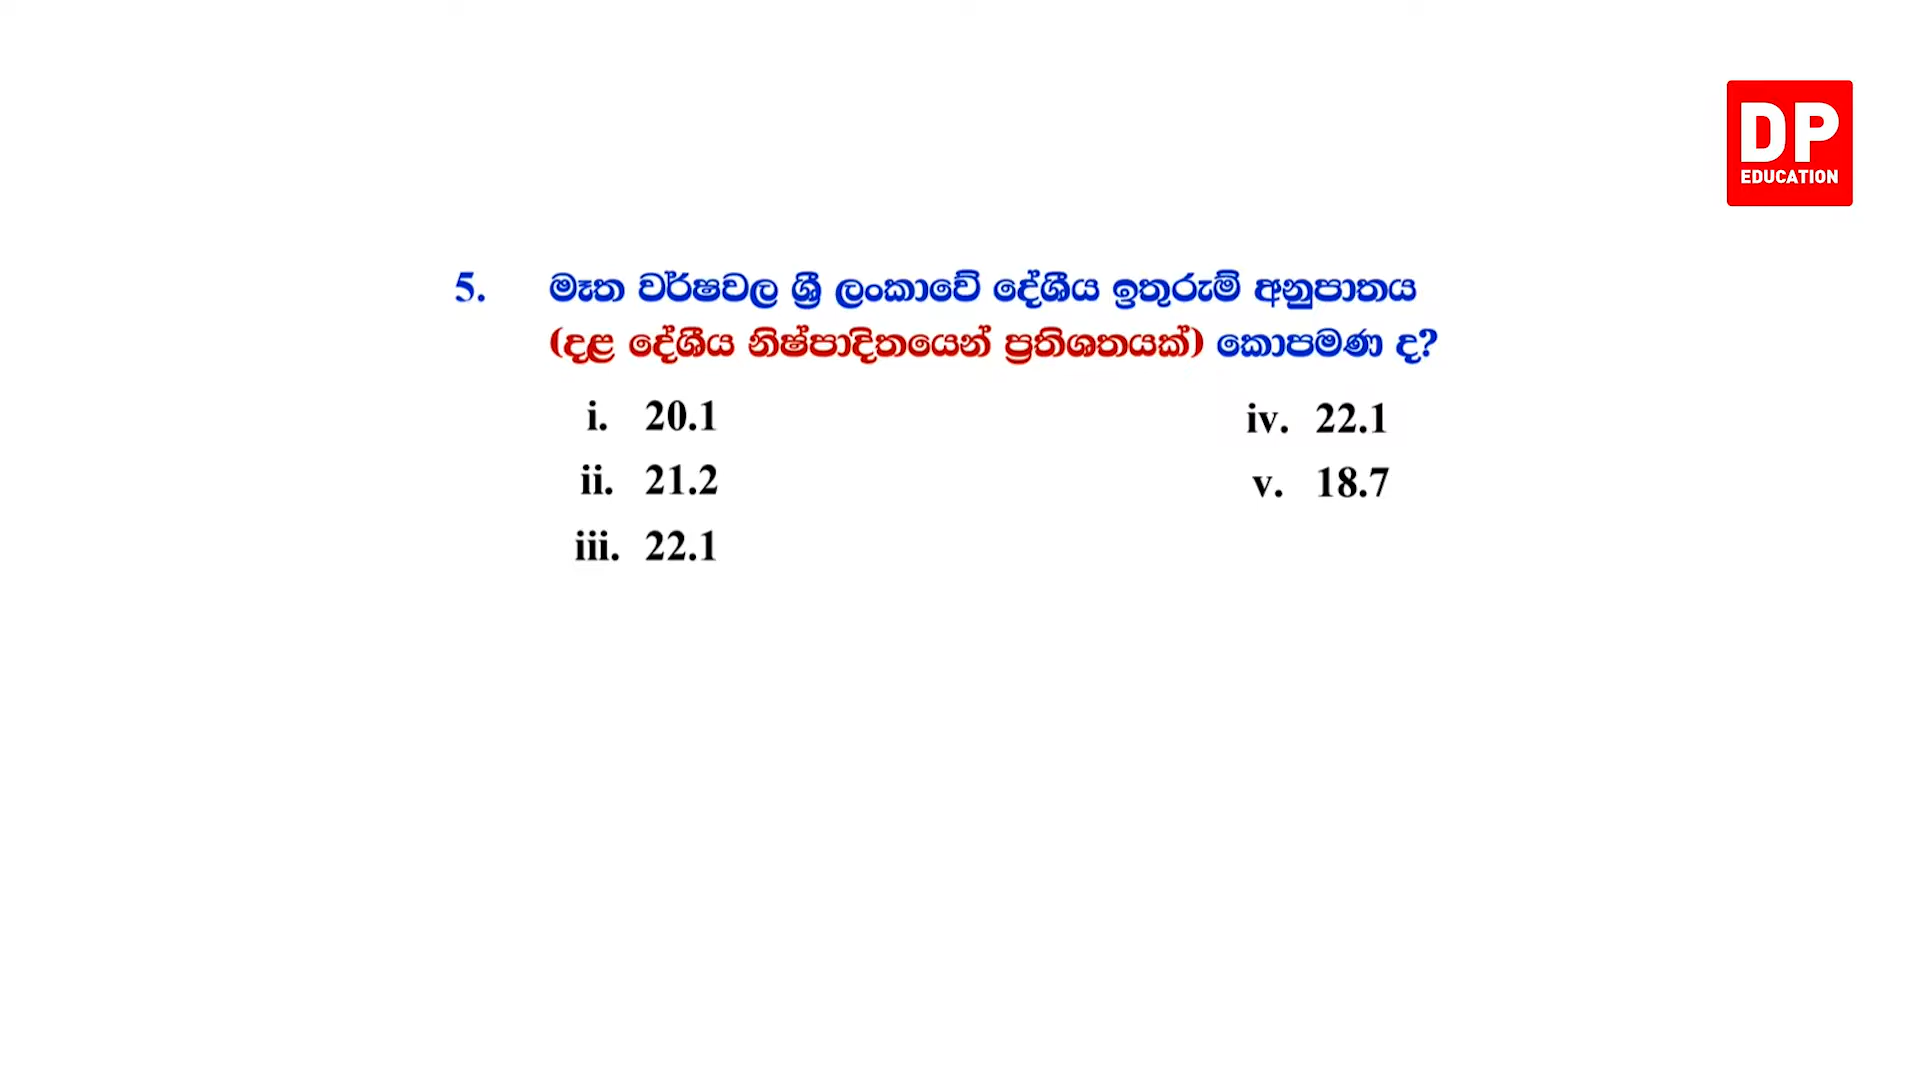 DP
EDUCATION
5. මෑත වර්ෂවල ශ්‍රී ලංකාවේ දේශීය ඉතුරුම් අනුපාතය
(දළ දේශීය නිෂ්පාදිතයෙන් ප්‍රතිශතයක්) කොපමණ ද?
i. 20.1
iv. 22.1
ii. 21.2
v. 18.7
iii. 22.1